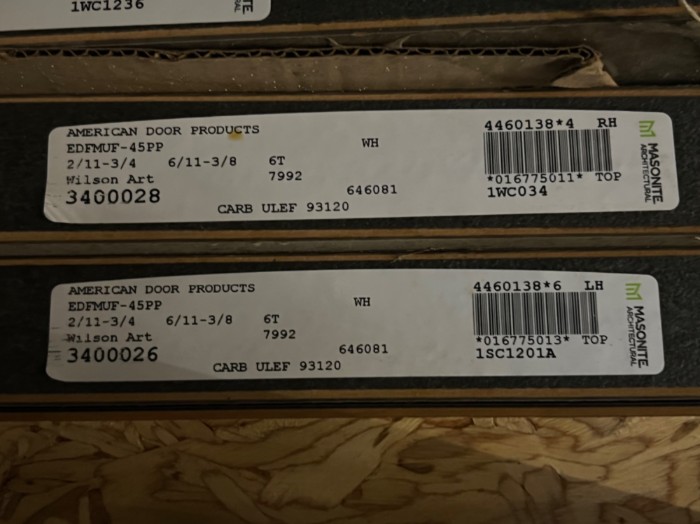 1WC1236
AMERICAN DOOR PRODUCTS
EDFMUF-45PP
WH
2/11-3/4 6/11-3/8 6T
Wilson Art 7992
3400028 646081
CARB ULEF 93120
4460138*4 RH
*016775011* TOP
1WC034
MASONITE
ARCHITECTURAL
AMERICAN DOOR PRODUCTS
EDFMUF-45PP
WH
2/11-3/4 6/11-3/8 6T
Wilson Art 7992
3400026 646081
CARB ULEF 93120
4460138*6 LH
*016775013* TOP
1SC1201A
MASONITE
ARCHITECTURAL